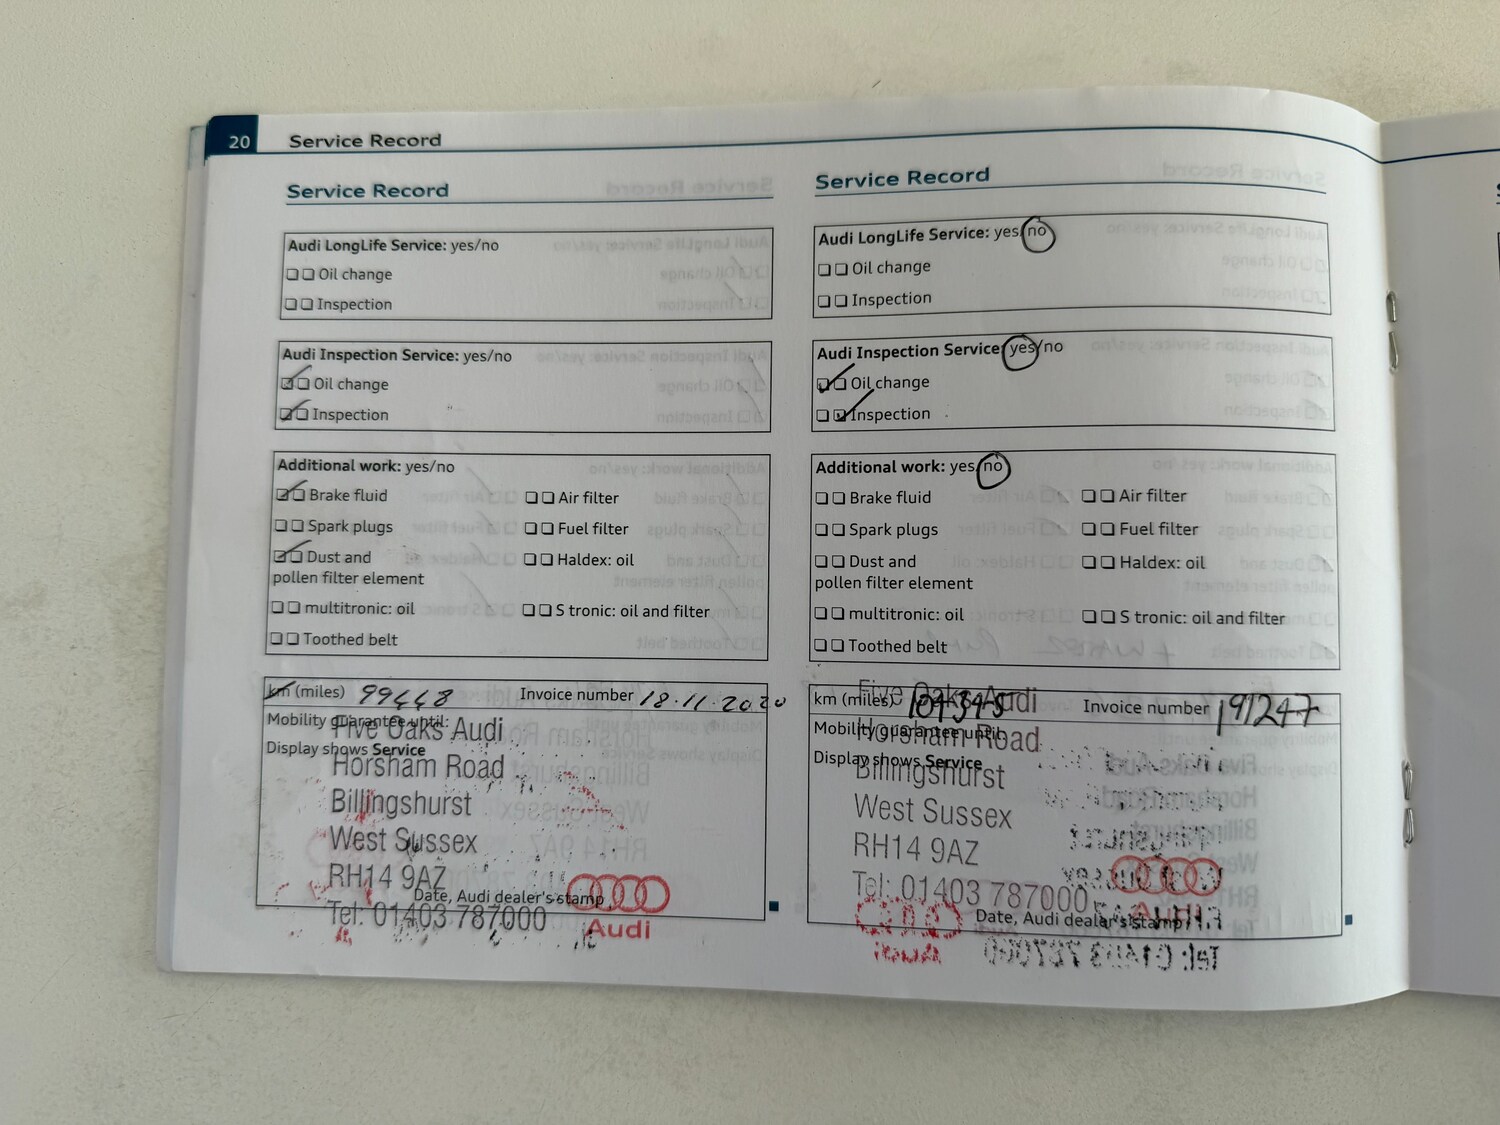 20 Service Record
Service Record
Audi LongLife Service: yes/no
Oil change
Inspection
Audi Inspection Service: yes/no
Oil change
Inspection
Additional work: yes/no
Brake fluid
Air filter
Spark plugs
Fuel filter
Dust and
pollen filter element
Haldex: oil
multitronic: oil
S tronic: oil and filter
Toothed belt
km (miles) 99448 Invoice number 18.11.2020
Mobility guarantee until:
Display shows Service
Five Oaks Audi
Horsham Road
Billingshurst
West Sussex
RH14 9AZ
Tel: 01403 787000
Date, Audi dealer's stamp
Audi
Service Record
Audi LongLife Service: yes/no
Oil change
Inspection
Audi Inspection Service: yes/no
Oil change
Inspection
Additional work: yes/no
Brake fluid
Air filter
Spark plugs
Fuel filter
Dust and
pollen filter element
Haldex: oil
multitronic: oil
S tronic: oil and filter
Toothed belt
km (miles) 109345 Invoice number 191247
Mobility guarantee until:
Display shows Service
Five Oaks Audi
Horsham Road
Billingshurst
West Sussex
RH14 9AZ
Tel: 01403 787000
Date, Audi dealer's stamp
Audi